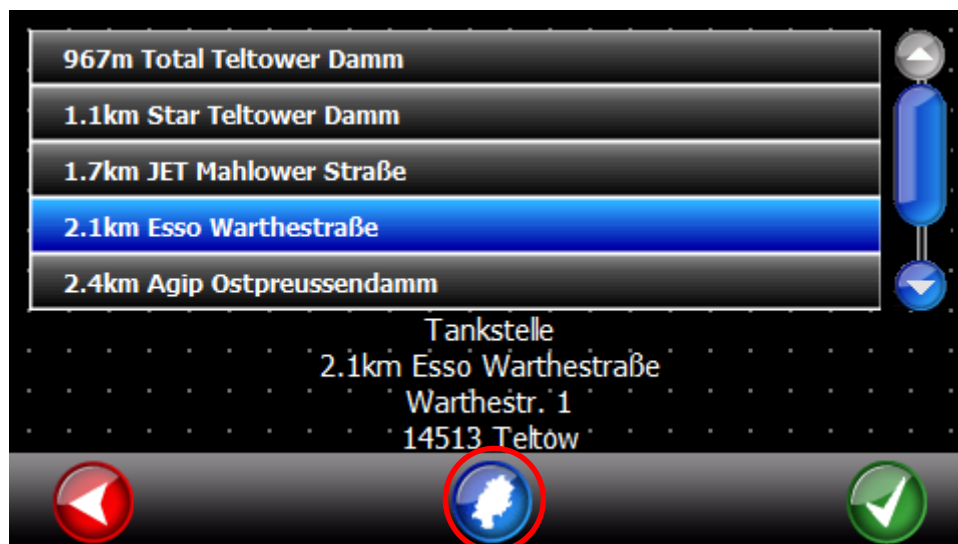 967m Total Teltower Damm
1.1km Star Teltower Damm
1.7km JET Mahlower Straße
2.1km Esso Warthestraße
2.4km Agip Ostpreussendamm
Tankstelle
2.1km Esso Warthestraße
Warthestr. 1
14513 Teltow